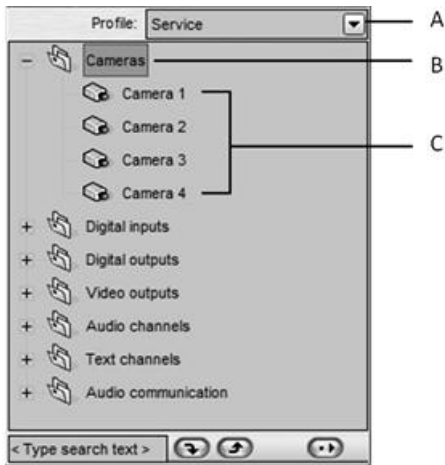 Profile: Service A
Cameras B
Camera 1
Camera 2
C
Camera 3
Camera 4
Digital inputs
Digital outputs
Video outputs
Audio channels
Text channels
Audio communication
< Type search text >